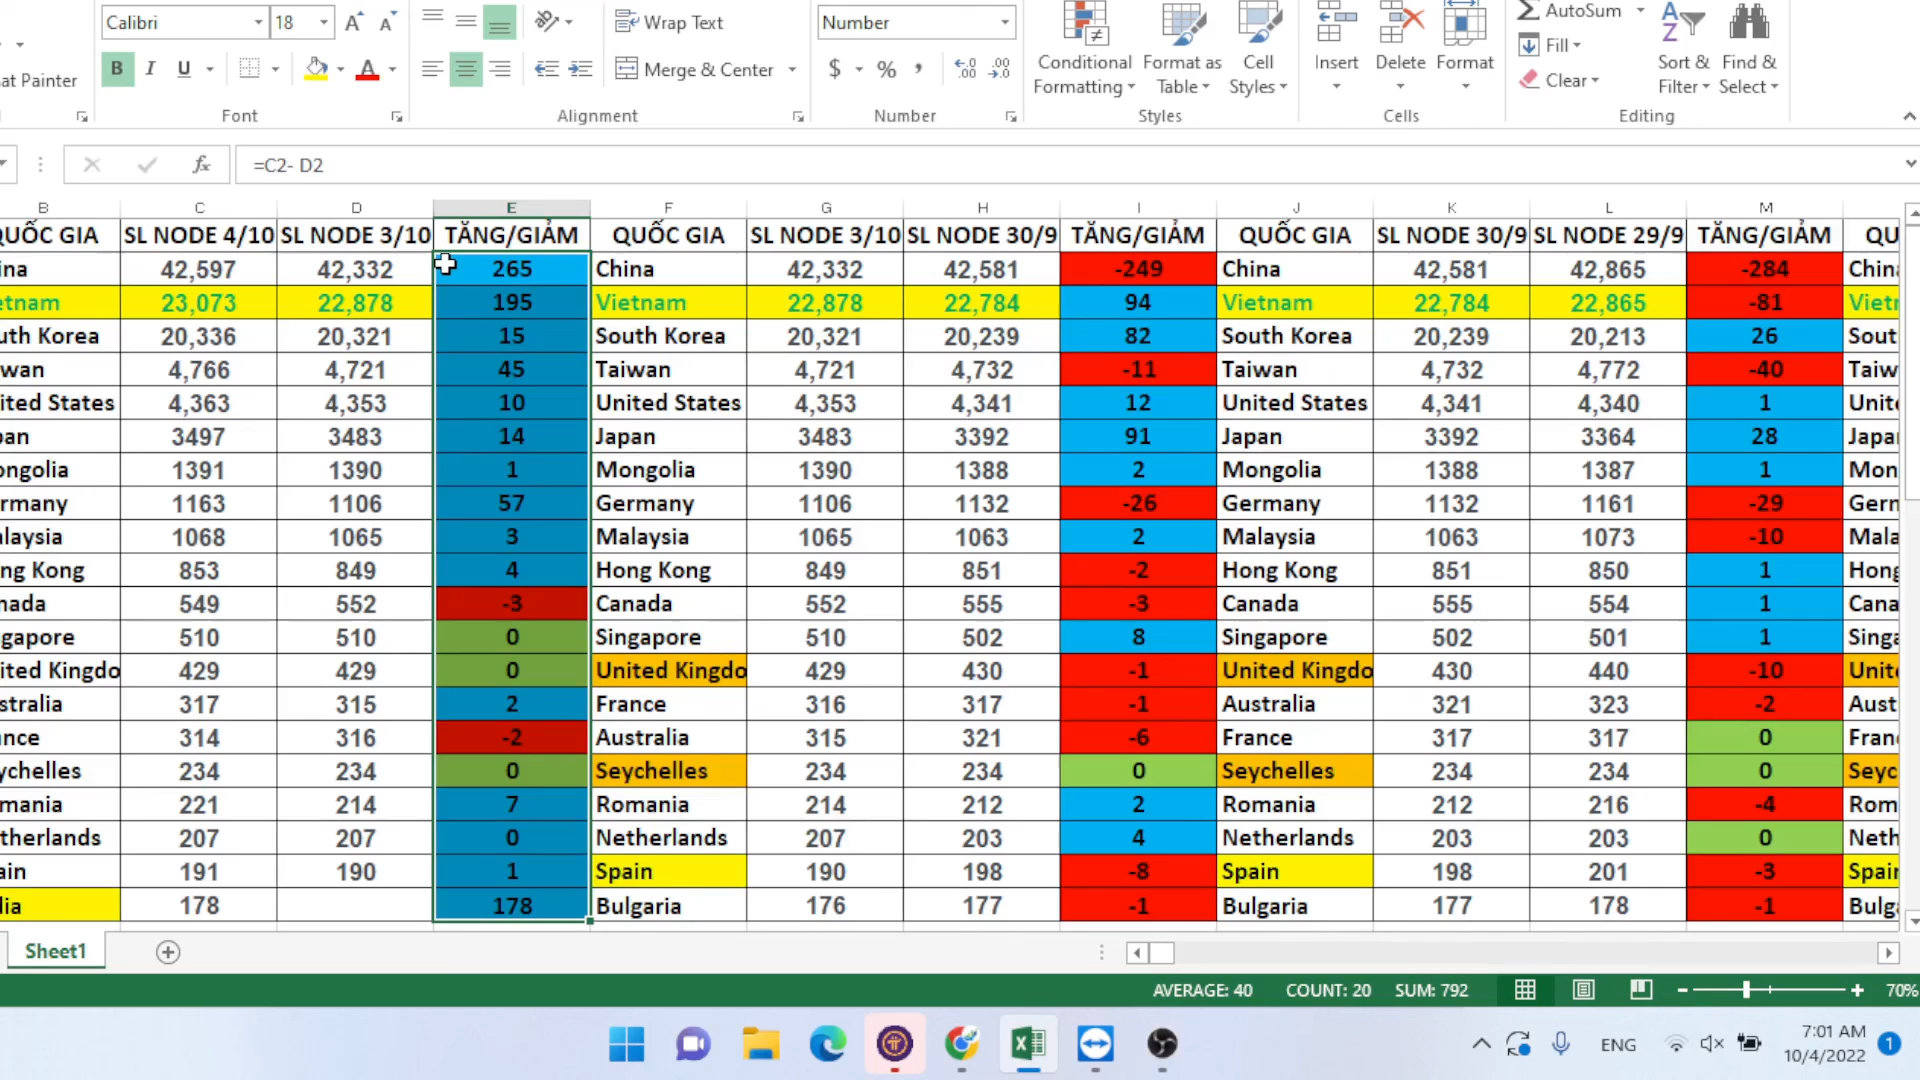 Calibri 18 Wrap Text Number AutoSum
Fill
at Painter B I U Merge & Center $ % , Conditional Formatting Format as Table Cell Styles Insert Delete Format Clear Sort & Filter Find & Select
Font Alignment Number Styles Cells Editing
fx =C2- D2
B C D E F G H I J K L M
QUỐC GIA SL NODE 4/10 SL NODE 3/10 TĂNG/GIẢM QUỐC GIA SL NODE 3/10 SL NODE 30/9 TĂNG/GIẢM QUỐC GIA SL NODE 30/9 SL NODE 29/9 TĂNG/GIẢM QU
ina 42,597 42,332 265 China 42,332 42,581 -249 China 42,581 42,865 -284 China
etnam 23,073 22,878 195 Vietnam 22,878 22,784 94 Vietnam 22,784 22,865 -81 Vietn
uth Korea 20,336 20,321 15 South Korea 20,321 20,239 82 South Korea 20,239 20,213 26 Sout
wan 4,766 4,721 45 Taiwan 4,721 4,732 -11 Taiwan 4,732 4,772 -40 Taiw
ited States 4,363 4,353 10 United States 4,353 4,341 12 United States 4,341 4,340 1 Unite
pan 3497 3483 14 Japan 3483 3392 91 Japan 3392 3364 28 Japa
ongolia 1391 1390 1 Mongolia 1390 1388 2 Mongolia 1388 1387 1 Mon
rmany 1163 1106 57 Germany 1106 1132 -26 Germany 1132 1161 -29 Gern
alaysia 1068 1065 3 Malaysia 1065 1063 2 Malaysia 1063 1073 -10 Mala
ng Kong 853 849 4 Hong Kong 849 851 -2 Hong Kong 851 850 1 Hong
nada 549 552 -3 Canada 552 555 -3 Canada 555 554 1 Cana
gapore 510 510 0 Singapore 510 502 8 Singapore 502 501 1 Singa
ited Kingdo 429 429 0 United Kingdo 429 430 -1 United Kingdo 430 440 -10 Unite
stralia 317 315 2 France 316 317 -1 Australia 321 323 -2 Aust
nce 314 316 -2 Australia 315 321 -6 France 317 317 0 Fran
ychelles 234 234 0 Seychelles 234 234 0 Seychelles 234 234 0 Seyc
mania 221 214 7 Romania 214 212 2 Romania 212 216 -4 Rom
therlands 207 207 0 Netherlands 207 203 4 Netherlands 203 203 0 Neth
ain 191 190 1 Spain 190 198 -8 Spain 198 201 -3 Spain
dia 178 178 Bulgaria 176 177 -1 Bulgaria 177 178 -1 Bulga
Sheet1
AVERAGE: 40 COUNT: 20 SUM: 792 70%
ENG 7:01 AM 1
10/4/2022